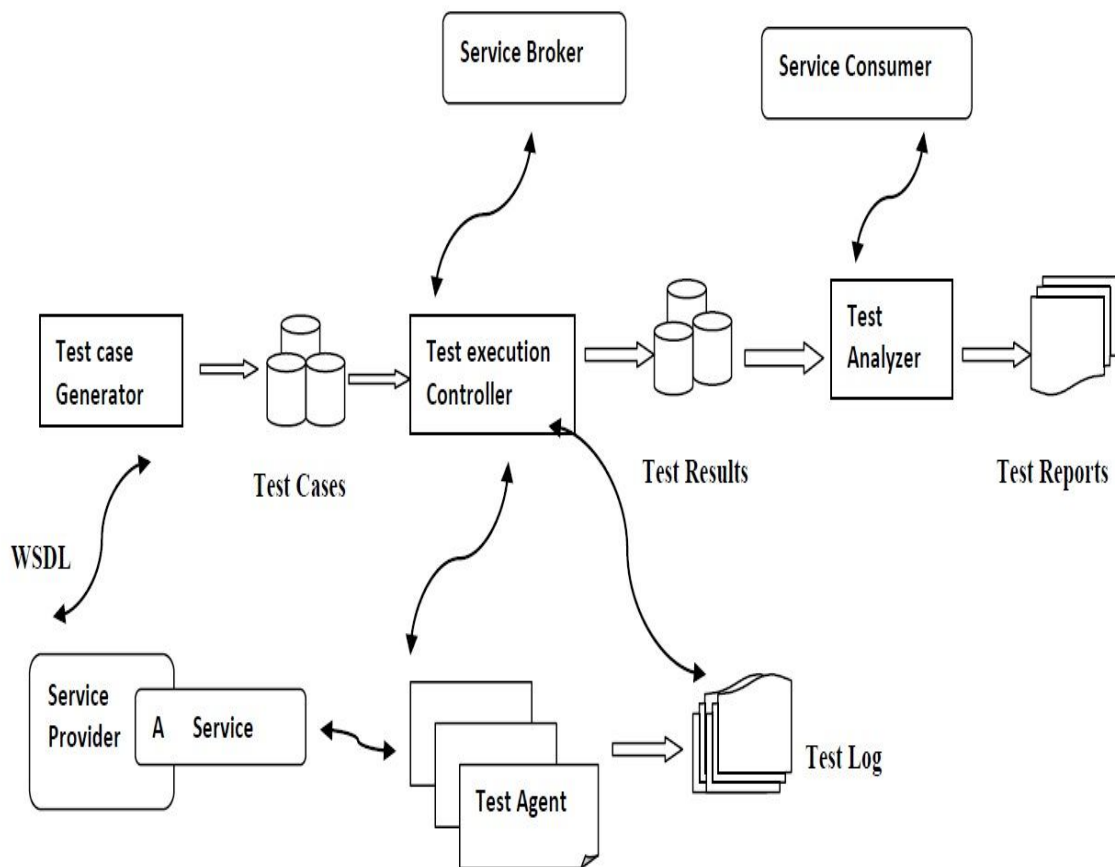 Service Broker
Service Consumer
Test case
Generator
Test execution
Controller
Test
Analyzer
Test Cases
Test Results
Test Reports
WSDL
Service
Provider
A Service
Test Agent
Test Log